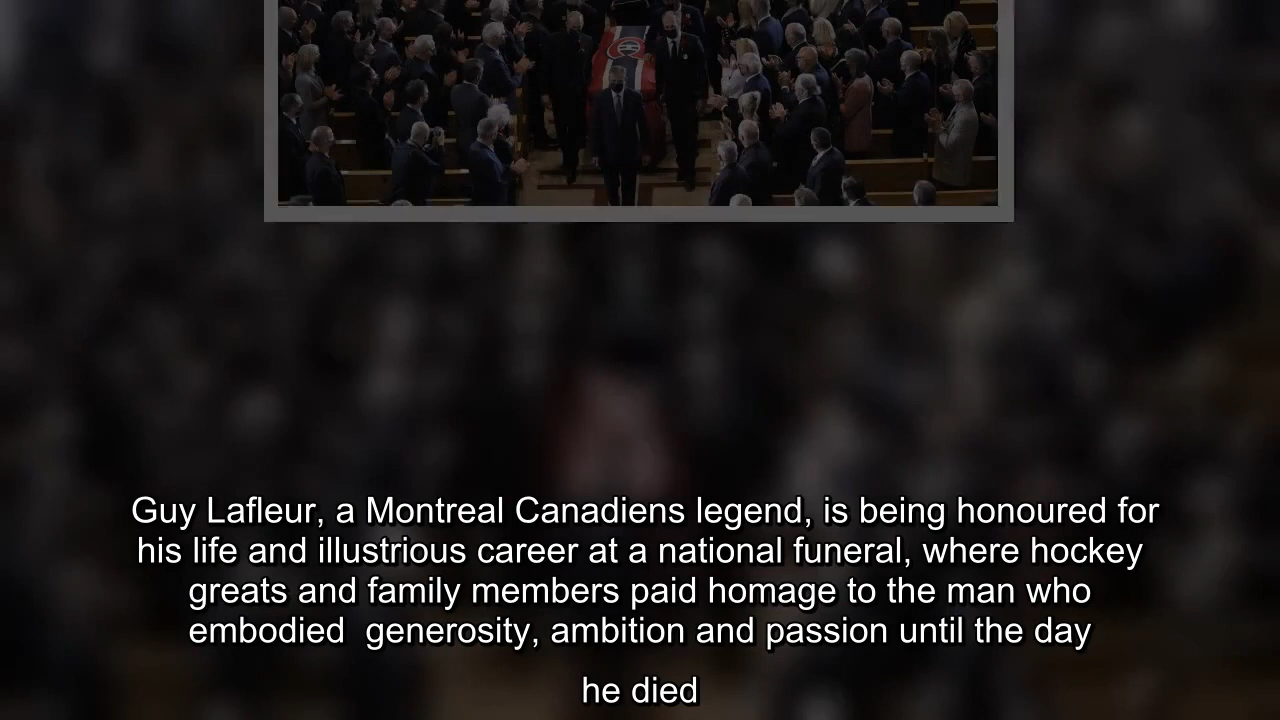 Guy Lafleur, a Montreal Canadiens legend, is being honoured for
his life and illustrious career at a national funeral, where hockey
greats and family members paid homage to the man who
embodied  generosity, ambition and passion until the day
he died